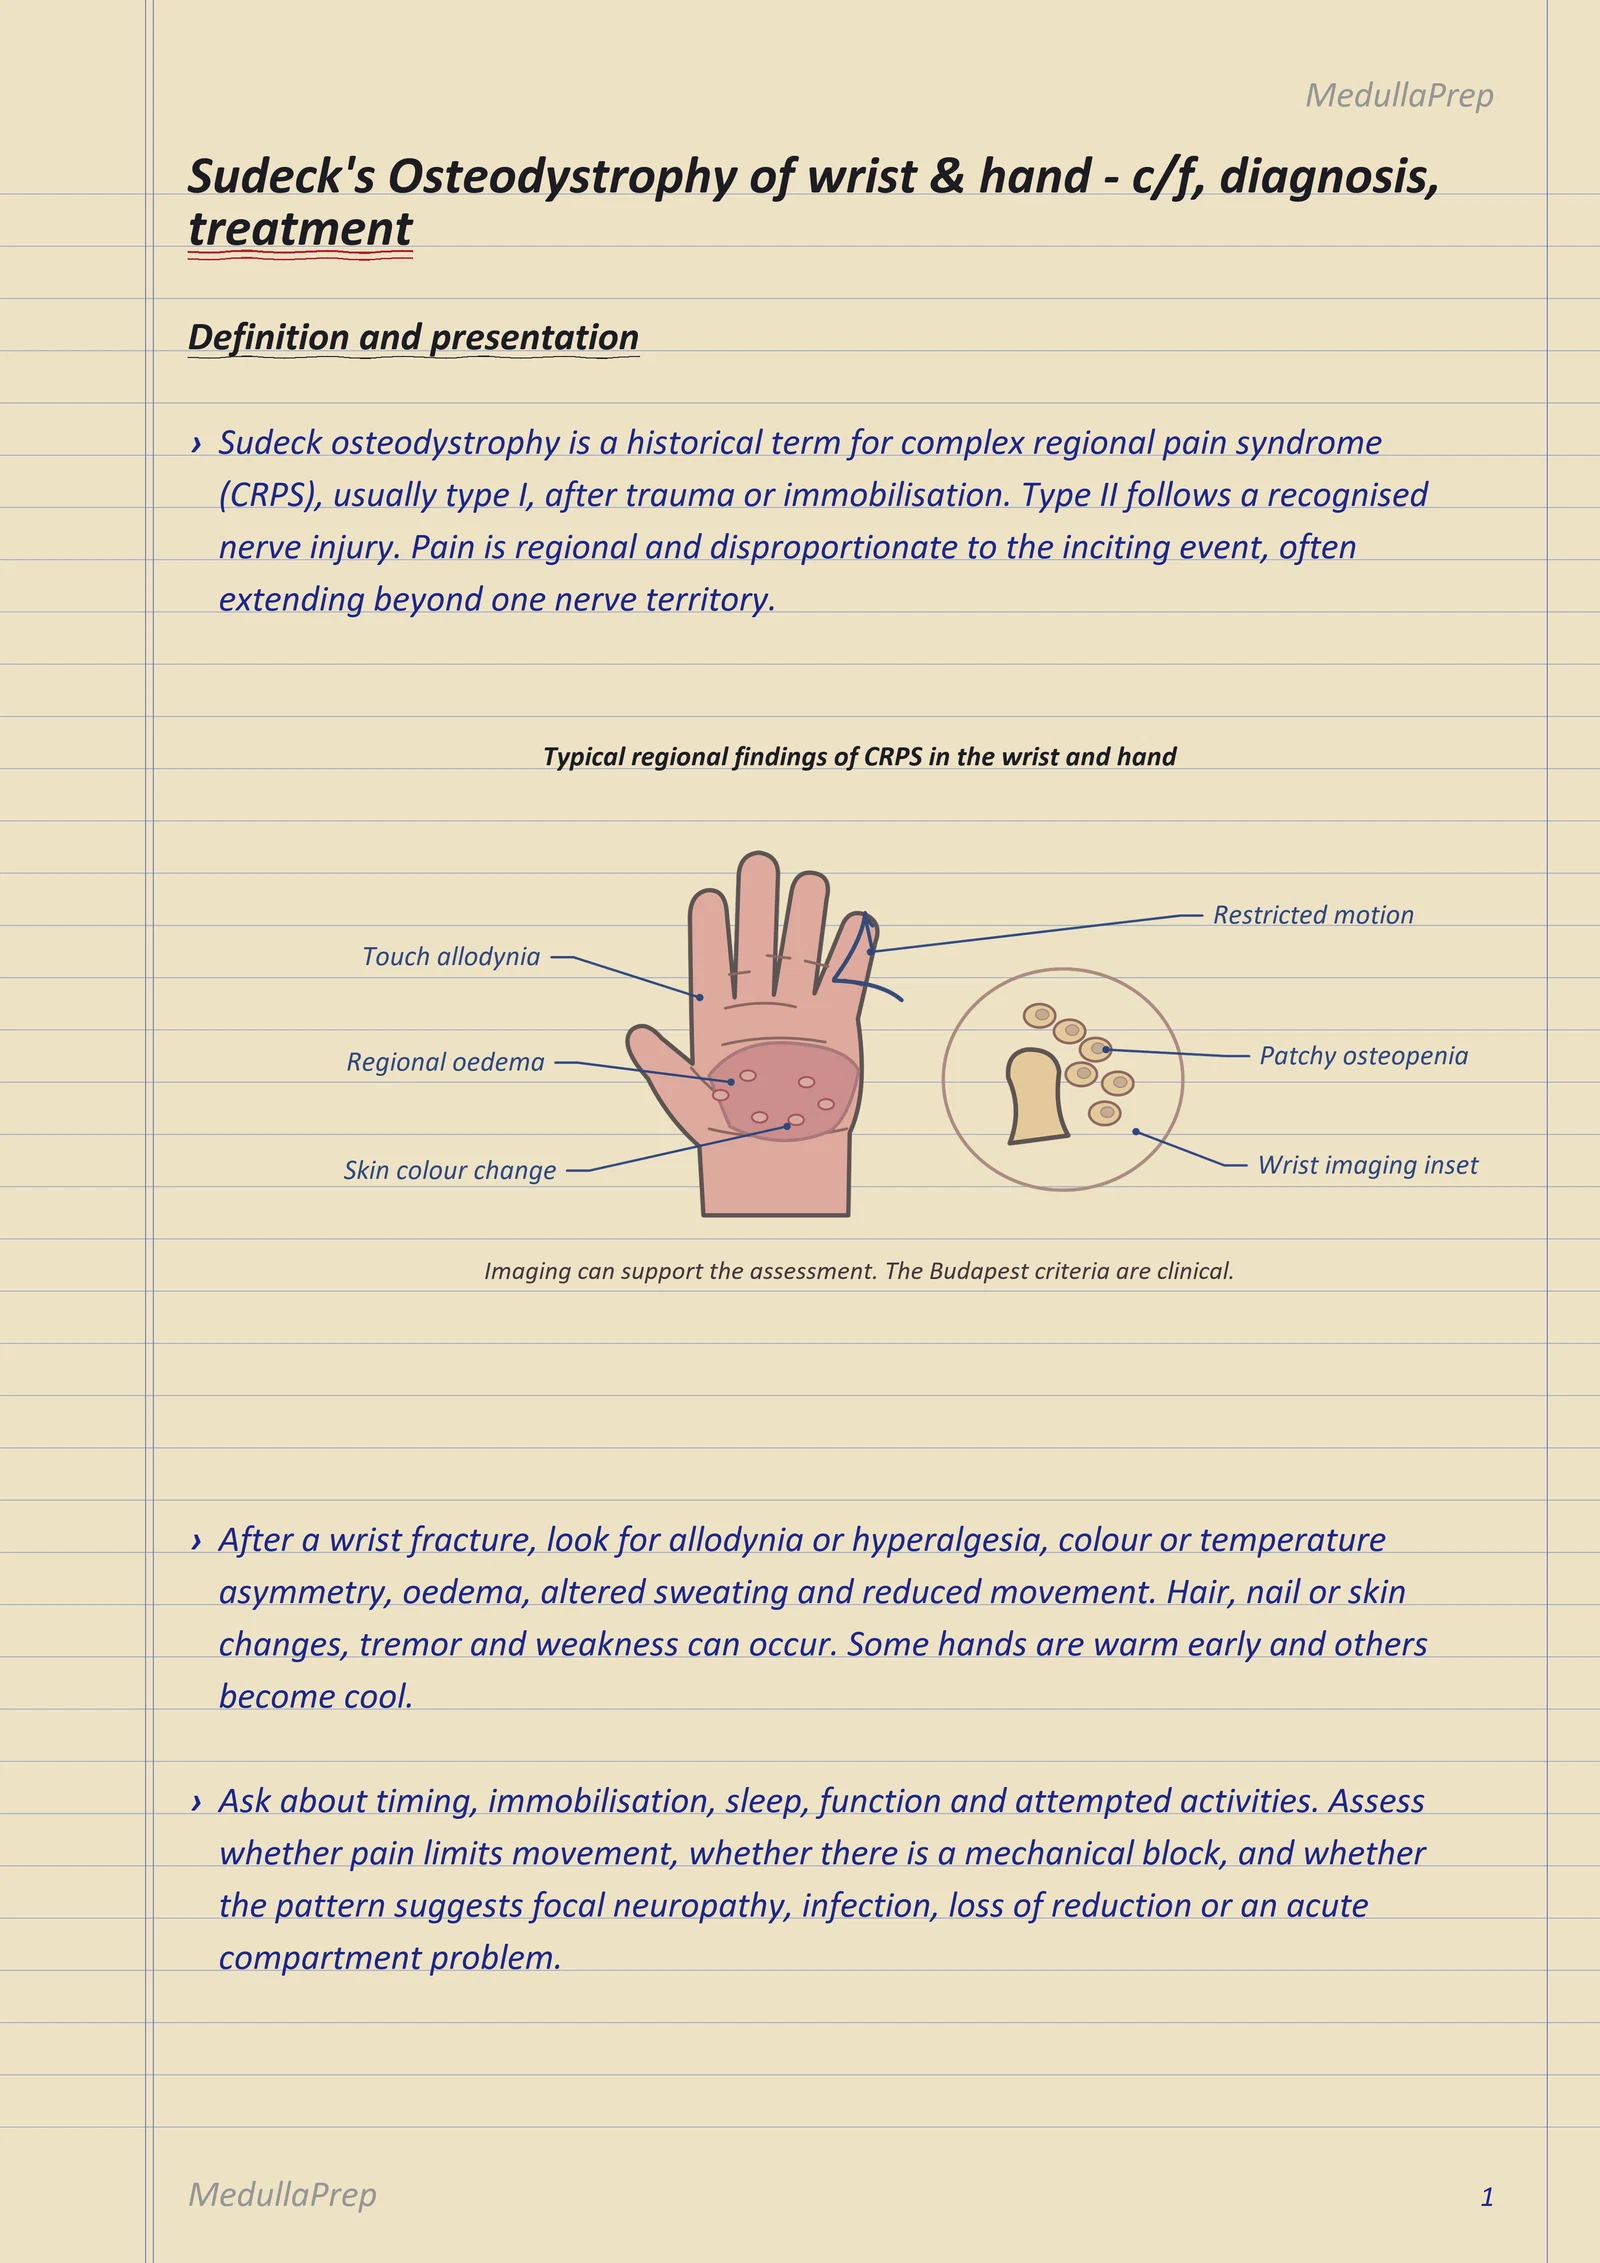 MedullaPrep
Sudeck's Osteodystrophy of wrist & hand - c/f, diagnosis,
treatment
Definition and presentation
› Sudeck osteodystrophy is a historical term for complex regional pain syndrome
(CRPS), usually type I, after trauma or immobilisation. Type II follows a recognised
nerve injury. Pain is regional and disproportionate to the inciting event, often
extending beyond one nerve territory.
Typical regional findings of CRPS in the wrist and hand
Restricted motion
Touch allodynia
Regional oedema
Patchy osteopenia
Skin colour change
Wrist imaging inset
Imaging can support the assessment. The Budapest criteria are clinical.
› After a wrist fracture, look for allodynia or hyperalgesia, colour or temperature
asymmetry, oedema, altered sweating and reduced movement. Hair, nail or skin
changes, tremor and weakness can occur. Some hands are warm early and others
become cool.
› Ask about timing, immobilisation, sleep, function and attempted activities. Assess
whether pain limits movement, whether there is a mechanical block, and whether
the pattern suggests focal neuropathy, infection, loss of reduction or an acute
compartment problem.
MedullaPrep
1